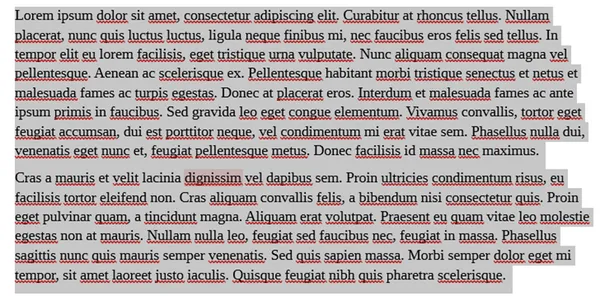 Lorem ipsum dolor sit amet, consectetur adipiscing elit. Curabitur at rhoncus tellus. Nullam
placerat, nunc quis luctus luctus, ligula neque finibus mi, nec faucibus eros felis sed tellus. In
tempor elit eu lorem facilisis, eget tristique urna vulputate. Nunc aliquam consequat magna vel
pellentesque. Aenean ac scelerisque ex. Pellentesque habitant morbi tristique senectus et netus et
malesuada fames ac turpis egestas. Donec at placerat eros. Interdum et malesuada fames ac ante
ipsum primis in faucibus. Sed gravida leo eget congue elementum. Vivamus convallis, tortor eget
feugiat accumsan, dui est porttitor neque, vel condimentum mi erat vitae sem. Phasellus nulla dui,
venenatis eget nunc et, feugiat pellentesque metus. Donec facilisis id massa nec maximus.
Cras a mauris et velit lacinia dignissim vel dapibus sem. Proin ultricies condimentum risus, eu
facilisis tortor eleifend non. Cras aliquam convallis felis, a bibendum nisi consectetur quis. Proin
eget pulvinar quam, a tincidunt magna. Aliquam erat volutpat. Praesent eu quam vitae leo molestie
egestas non at mauris. Nullam nulla leo, feugiat sed faucibus nec, feugiat in massa. Phasellus
sagittis nunc quis mauris semper venenatis. Sed quis sapien massa. Morbi semper dolor eget mi
tempor, sit amet laoreet justo iaculis. Quisque feugiat nibh quis pharetra scelerisque.